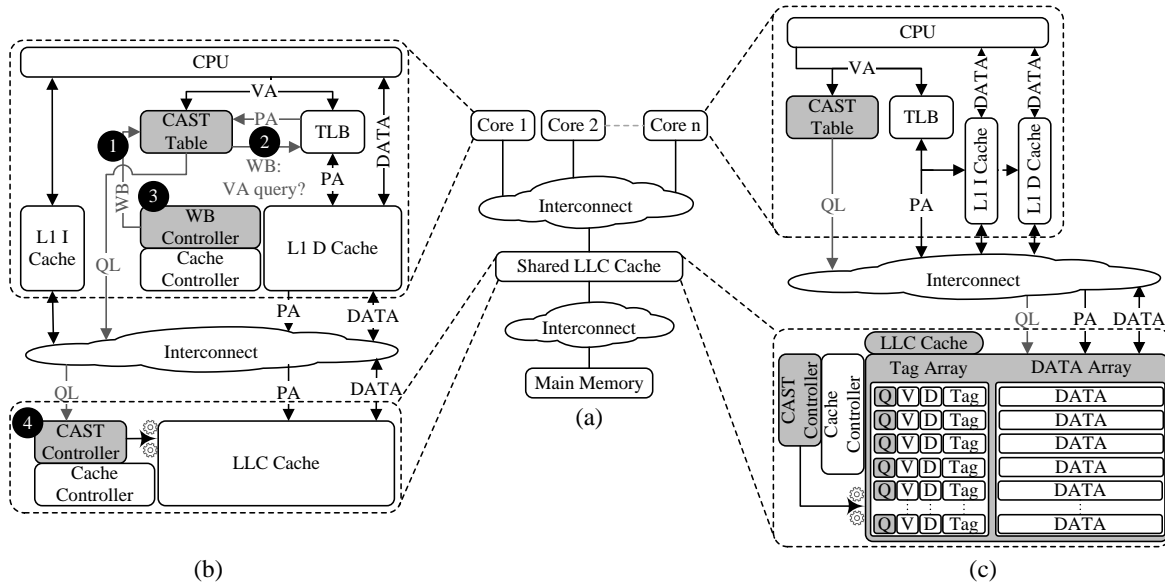 CPU
VA
CAST
Table
PA
TLB
DATA
1
2
WB:
VA query?
PA
WB
3
WB
Controller
Cache Controller
L1 I
Cache
L1 D Cache
QL
PA
DATA
Interconnect
QL
PA
DATA
4
CAST
Controller
Cache
Controller
LLC Cache
(b)
Core 1
Core 2
Core n
Interconnect
Shared LLC Cache
Interconnect
Main Memory
(a)
CPU
VA
DATA
DATA
CAST
Table
TLB
L1 I Cache
L1 D Cache
QL
PA
Interconnect
QL
PA
DATA
LLC Cache
CAST
Controller
Cache
Controller
Tag Array
DATA Array
Q V D Tag DATA
Q V D Tag DATA
Q V D Tag DATA
Q V D Tag DATA
Q V D Tag DATA
Q V D Tag DATA
(c)